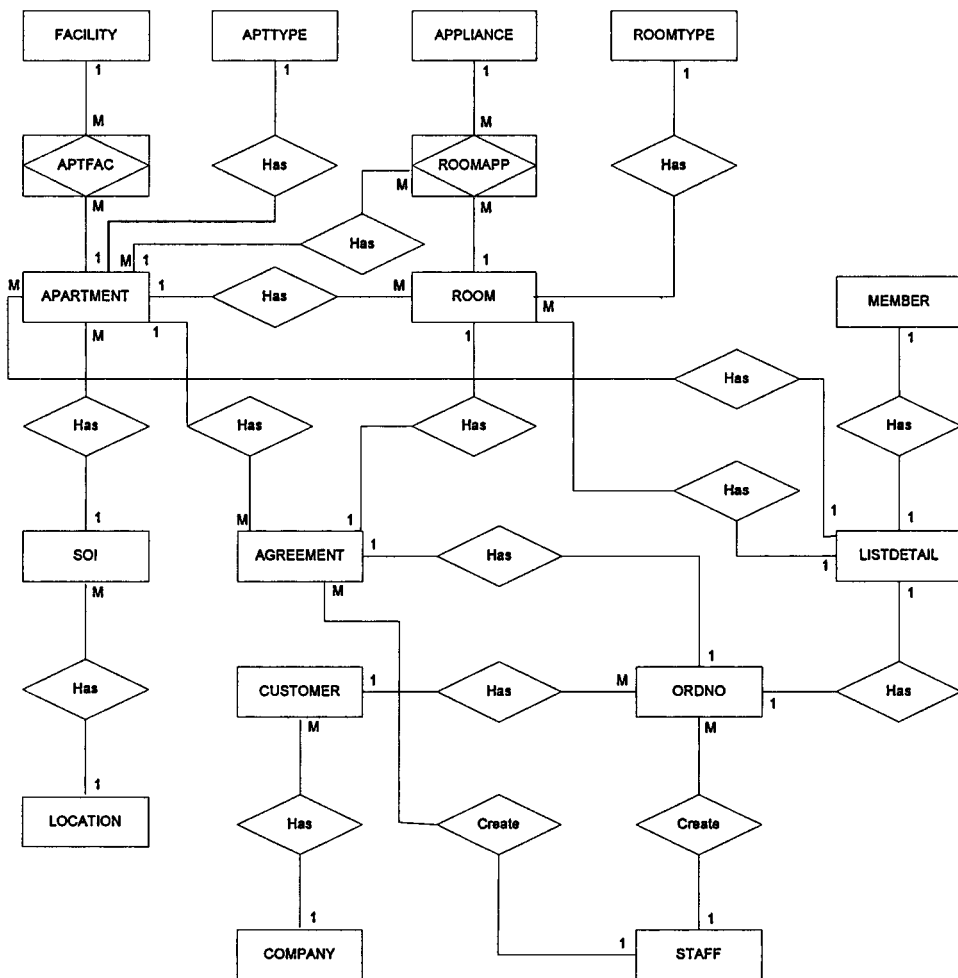 FACILITY APTTYPE APPLIANCE ROOMTYPE
1 1 1 1
M M
APTFAC Has ROOMAPP Has
M M M
Has
1 M 1 1
M APARTMENT 1 Has M ROOM M MEMBER
M 1 1 1
Has
Has Has Has Has
Has
1 M 1 1 1
SOI AGREEMENT 1 Has 1 LISTDETAIL
M M 1
1
Has CUSTOMER 1 Has M ORDNO 1 Has
M M
1
LOCATION Has Create Create
1 1 1
COMPANY STAFF